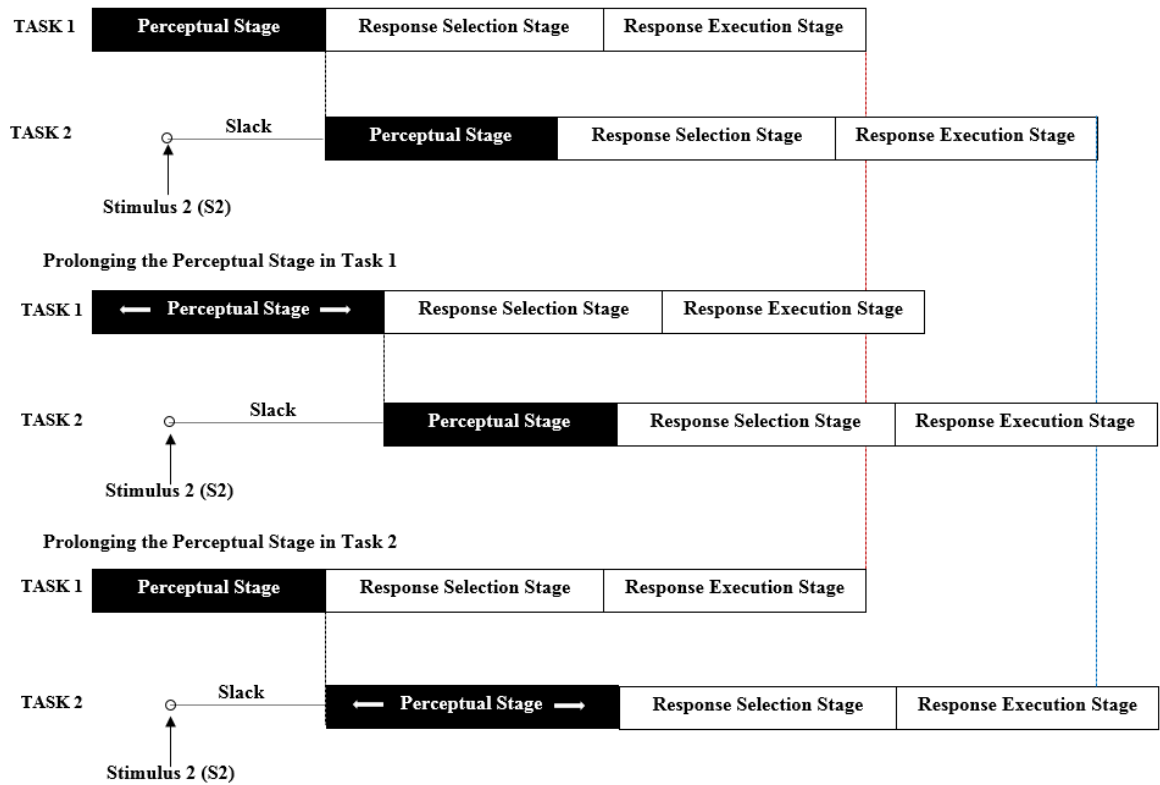 TASK 1 Perceptual Stage Response Selection Stage Response Execution Stage
TASK 2 Slack Perceptual Stage Response Selection Stage Response Execution Stage
Stimulus 2 (S2)
Prolonging the Perceptual Stage in Task 1
TASK 1 Perceptual Stage Response Selection Stage Response Execution Stage
TASK 2 Slack Perceptual Stage Response Selection Stage Response Execution Stage
Stimulus 2 (S2)
Prolonging the Perceptual Stage in Task 2
TASK 1 Perceptual Stage Response Selection Stage Response Execution Stage
TASK 2 Slack Perceptual Stage Response Selection Stage Response Execution Stage
Stimulus 2 (S2)